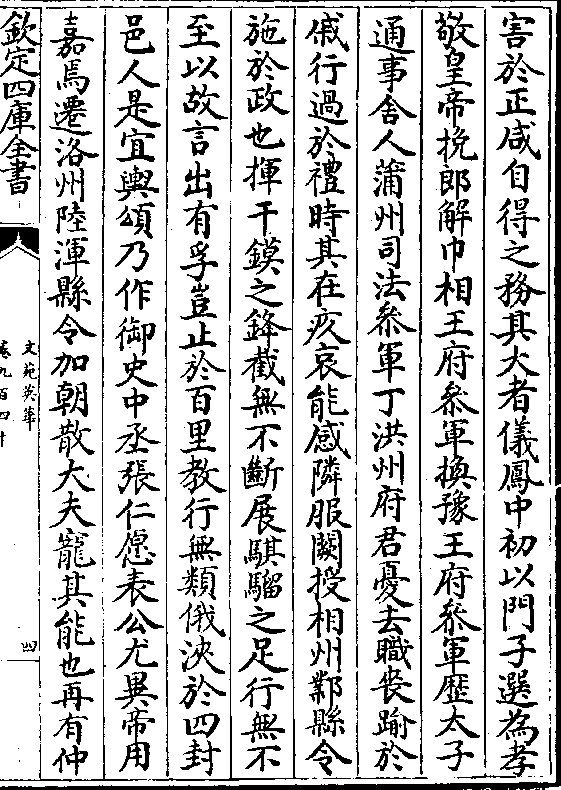 害於正咸自得之務其大者儀鳳中初以門子選為孝
敬皇帝挽郎解巾相王府叅軍換豫王府叅軍歷太子
通事舍人蒲州司法叅軍丁洪州府君憂去職喪踰於
戚行過於禮時其在疚哀能感隣服闋授相州鄴縣令
施於政也揮干鏌之鋒截無不斷展騏騮之足行無不
至以故言出有孚豈止於百里教行無類俄浹於四封
邑人是宜輿頌乃作御史中丞張仁愿表公尤異帝用
嘉焉遷洛州陸渾縣令加朝散大夫寵其能也再有仲
欽定四庫全書
文苑英華
卷九百四十
四